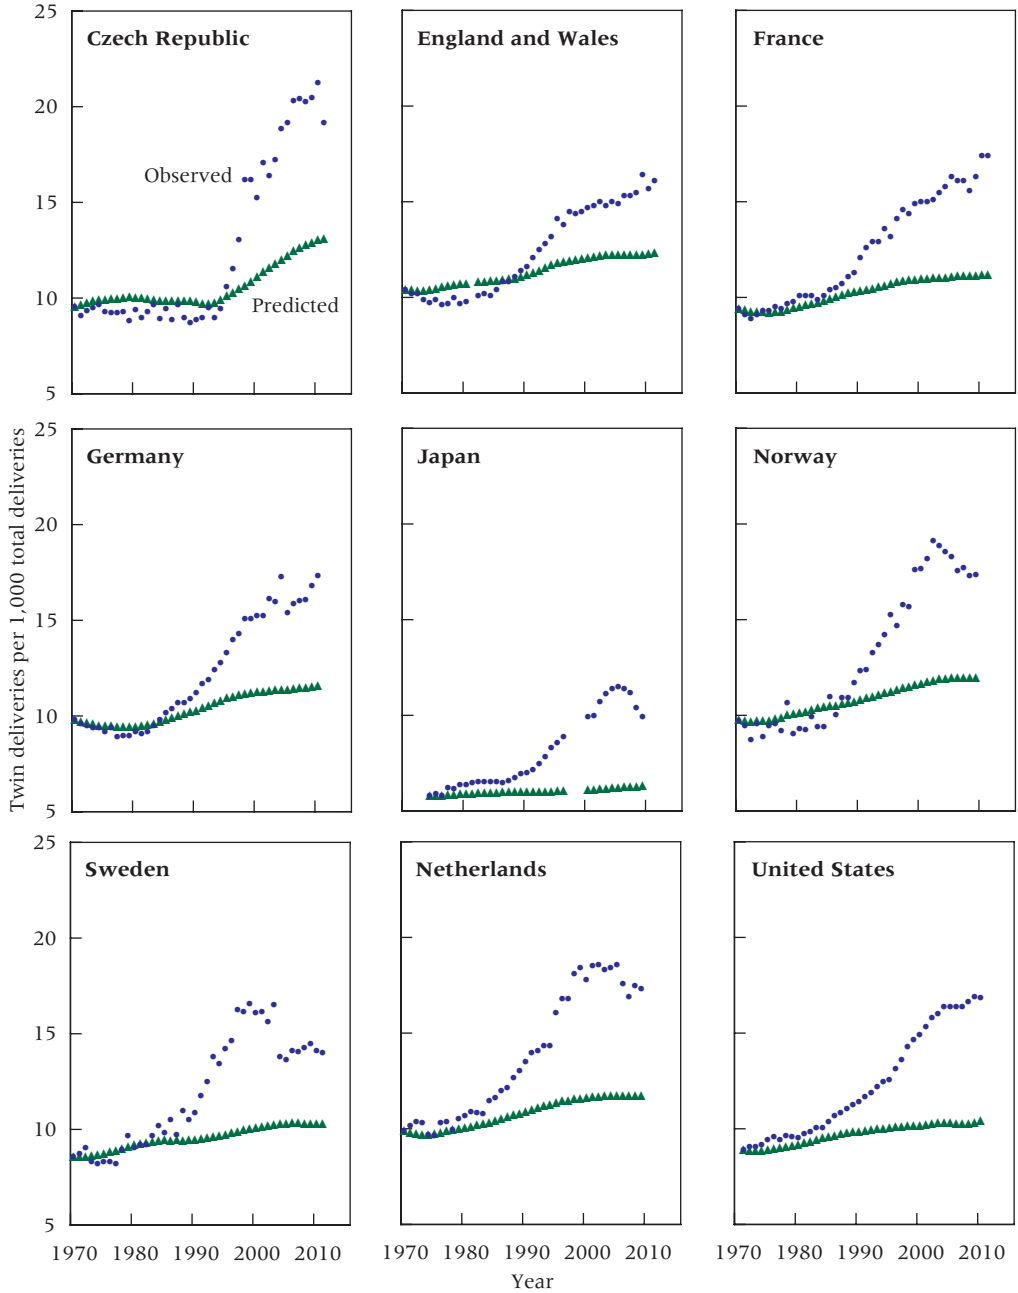 25
Czech Republic
England and Wales
France
20
Observed
15
10
Predicted
5
Twin deliveries per 1,000 total deliveries
25
Germany
Japan
Norway
20
15
10
5
25
Sweden
Netherlands
United States
20
15
10
5
1970 1980 1990 2000 2010
1970 1980 1990 2000 2010
1970 1980 1990 2000 2010
Year